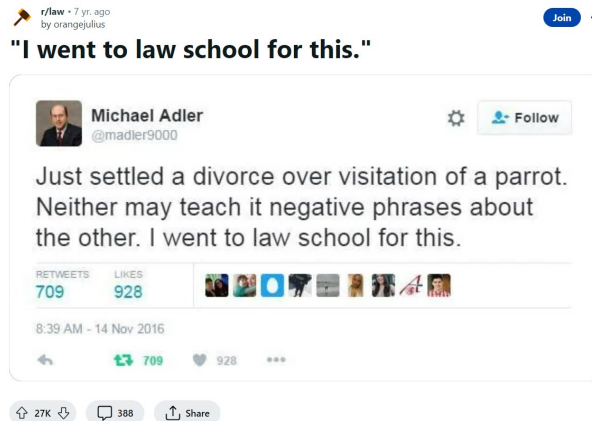 r/law • 7 yr. ago
by orangejulius
Join
"I went to law school for this."
Michael Adler
@madler9000
Follow
Just settled a divorce over visitation of a parrot.
Neither may teach it negative phrases about
the other. I went to law school for this.
RETWEETS LIKES
709 928
8:39 AM - 14 Nov 2016
709 928
27K 388 Share